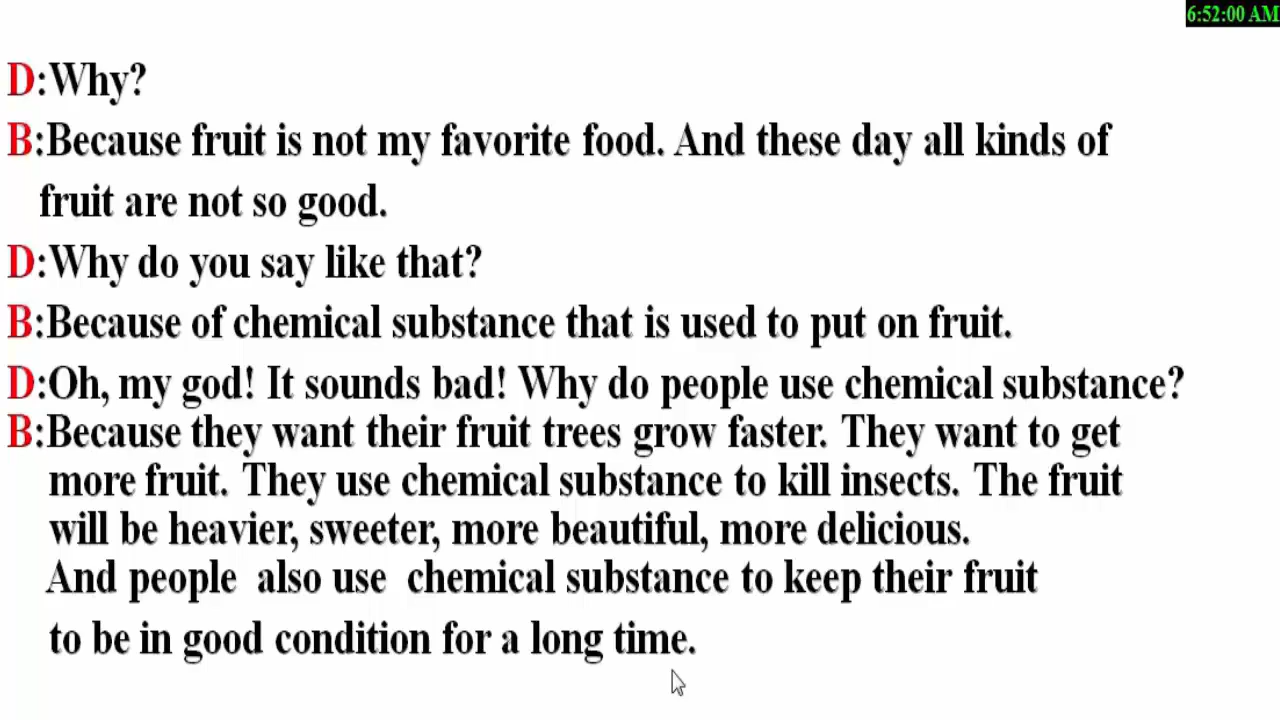 6:52:00 AM
D:Why?
B:Because fruit is not my favorite food. And these day all kinds of
fruit are not so good.
D:Why do you say like that?
B:Because of chemical substance that is used to put on fruit.
D:Oh, my god! It sounds bad! Why do people use chemical substance?
B:Because they want their fruit trees grow faster. They want to get
more fruit. They use chemical substance to kill insects. The fruit
will be heavier, sweeter, more beautiful, more delicious.
And people also use chemical substance to keep their fruit
to be in good condition for a long time.